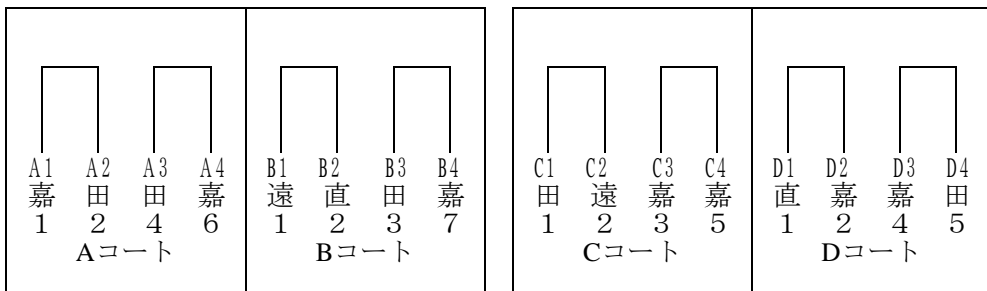 A1 A2 A3 A4 B1 B2 B3 B4 C1 C2 C3 C4 D1 D2 D3 D4
嘉 田 田 嘉 遠 直 田 嘉 田 遠 嘉 嘉 直 嘉 嘉 田
１ ２ ４ ６ １ ２ ３ ７ １ ２ ３ ５ １ ２ ４ ５
Aコート Bコート Cコート Dコート